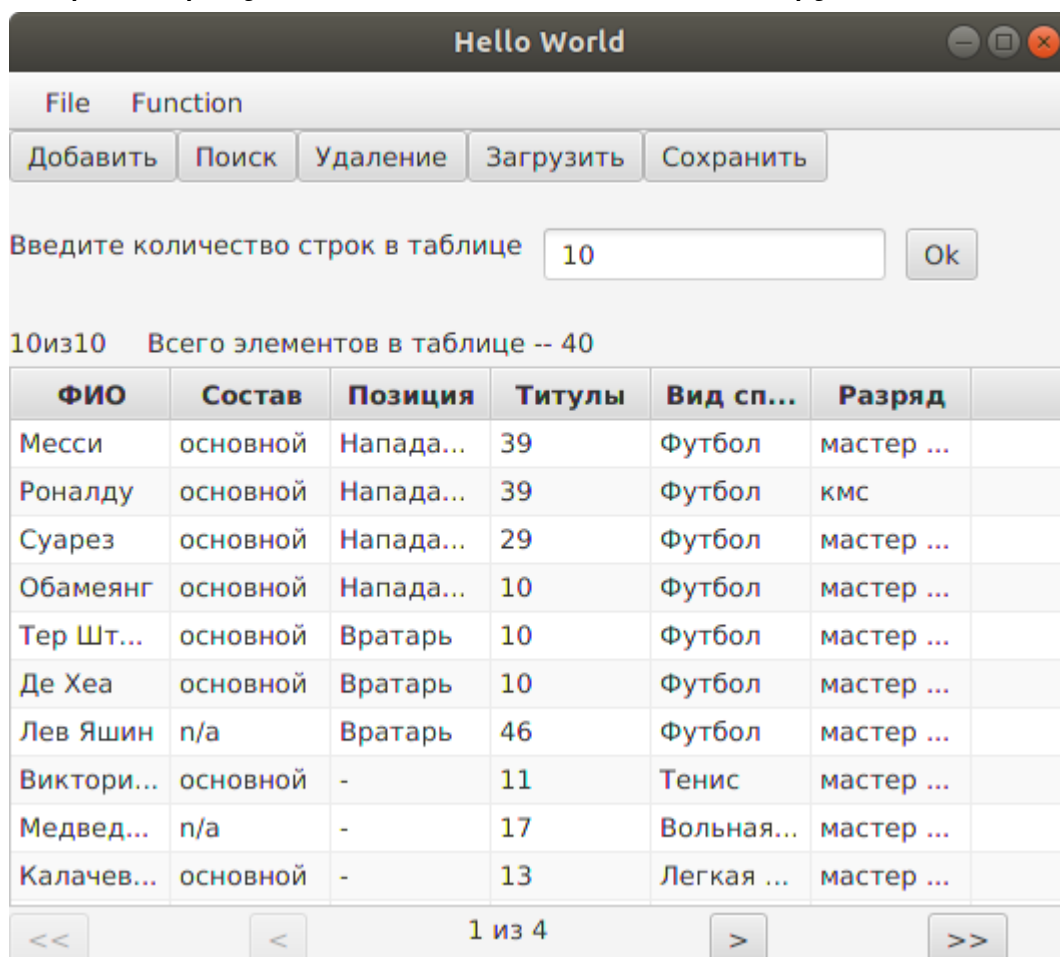 Hello World
File Function
Добавить Поиск Удаление Загрузить Сохранить
Введите количество строк в таблице 10 Ok
10из10 Всего элементов в таблице -- 40
ФИО Состав Позиция Титулы Вид сп... Разряд
Месси основной Напада... 39 Футбол мастер ...
Роналду основной Напада... 39 Футбол кмс
Суарез основной Напада... 29 Футбол мастер ...
Обамеянг основной Напада... 10 Футбол мастер ...
Тер Шт... основной Вратарь 10 Футбол мастер ...
Де Хеа основной Вратарь 10 Футбол мастер ...
Лев Яшин n/a Вратарь 46 Футбол мастер ...
Виктори... основной - 11 Тенис мастер ...
Медвед... n/a - 17 Вольная... мастер ...
Калачев... основной - 13 Легкая ... мастер ...
<< < 1 из 4 > >>